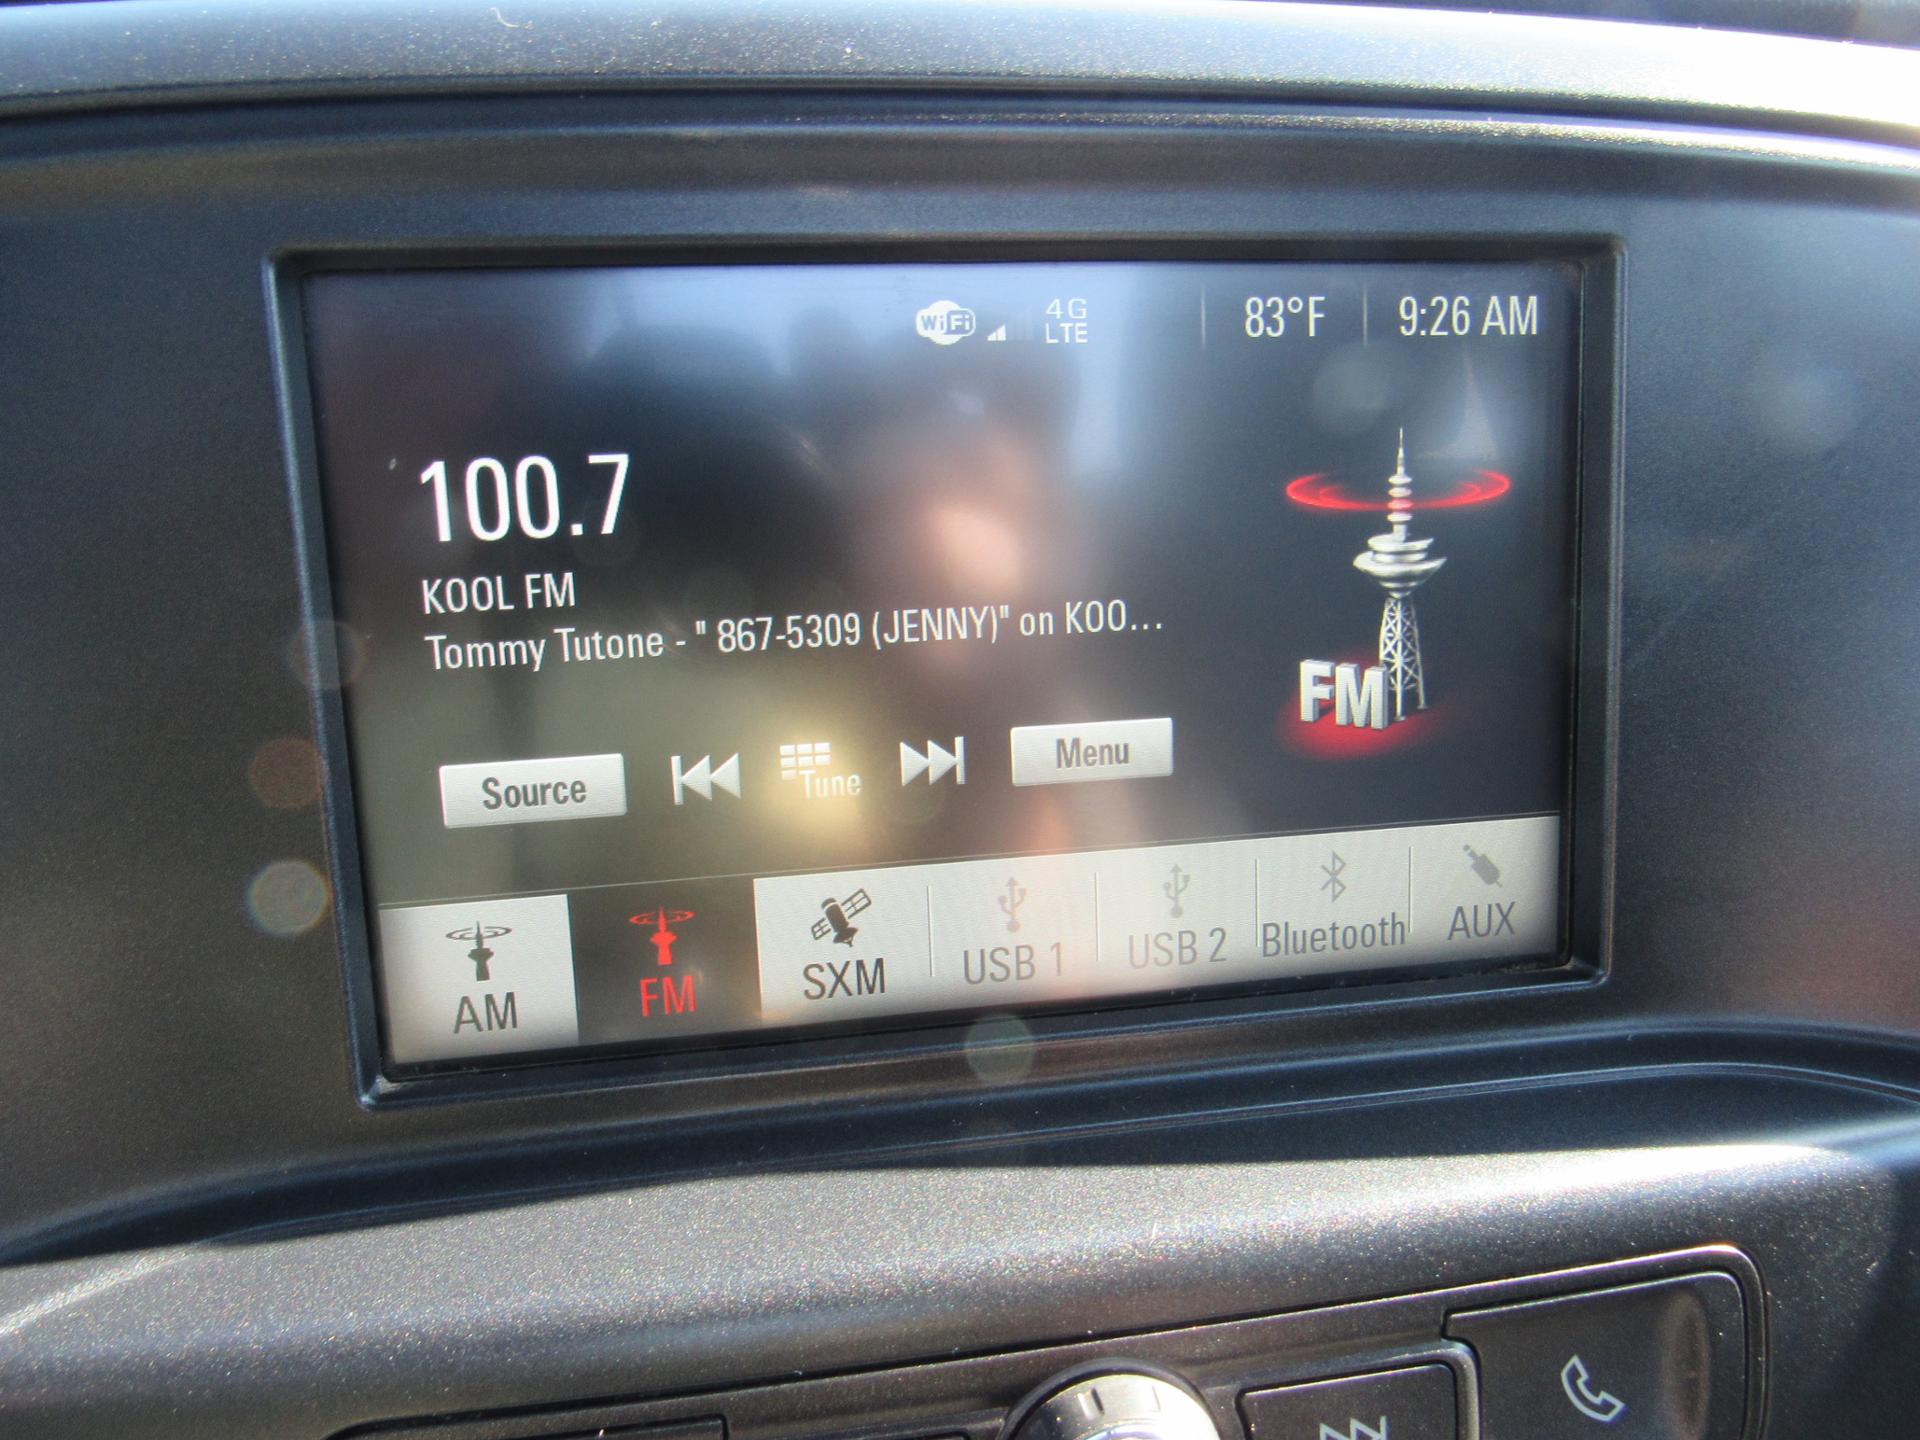 WiFi 4G LTE 83°F 9:26 AM
100.7
KOOL FM
Tommy Tutone - " 867-5309 (JENNY)" on KOO...
FM
Source Tune Menu
AM FM SXM USB 1 USB 2 Bluetooth AUX